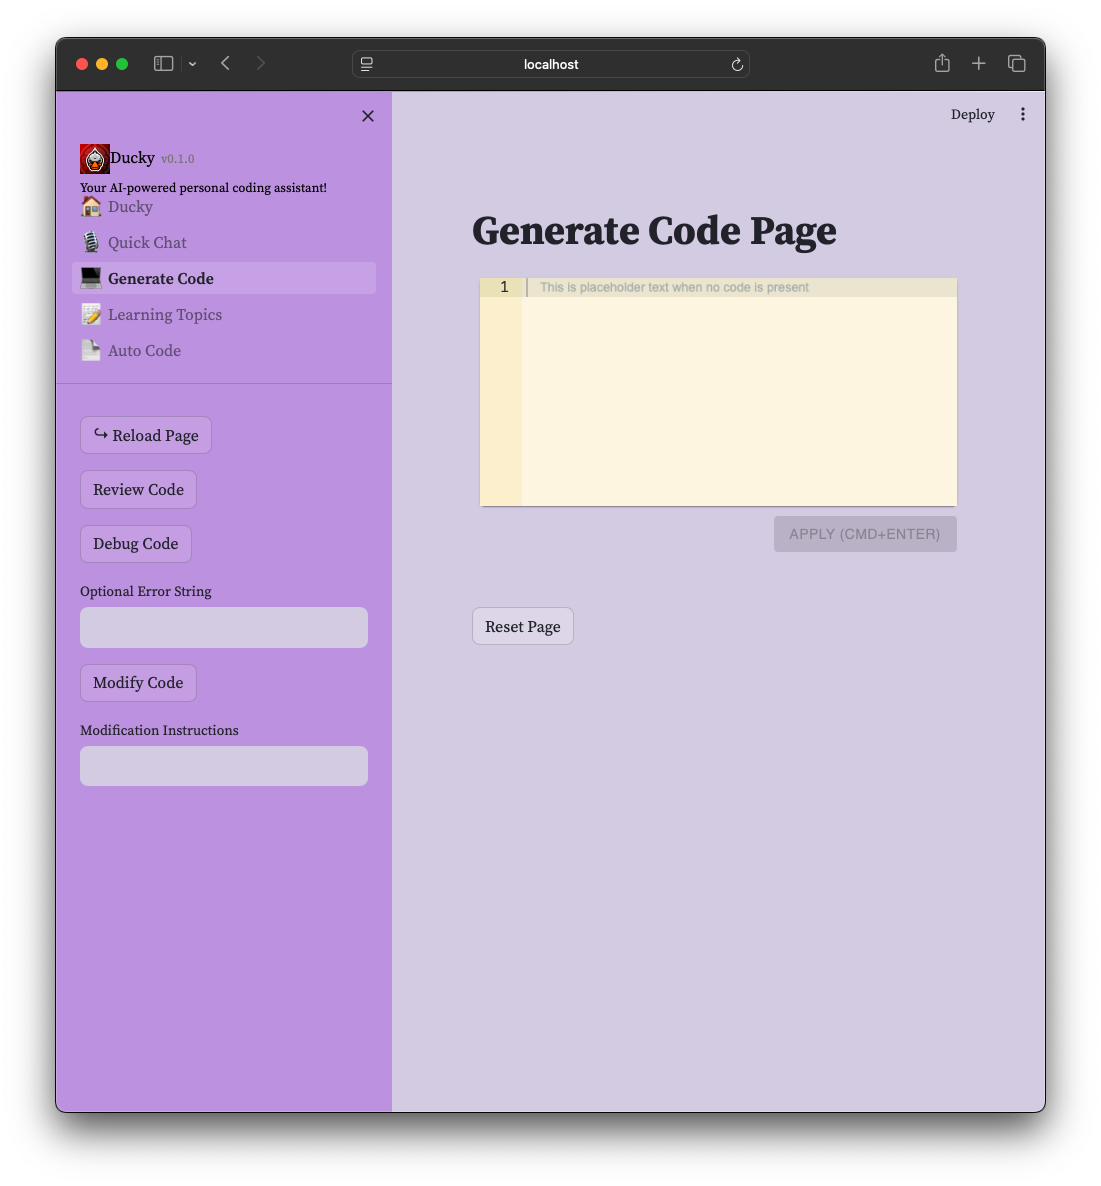 localhost
Deploy
Ducky v0.1.0
Your AI-powered personal coding assistant!
Ducky
Quick Chat
Generate Code
Learning Topics
Auto Code
↪ Reload Page
Review Code
Debug Code
Optional Error String
Modify Code
Modification Instructions
Generate Code Page
1 This is placeholder text when no code is present
APPLY (CMD+ENTER)
Reset Page